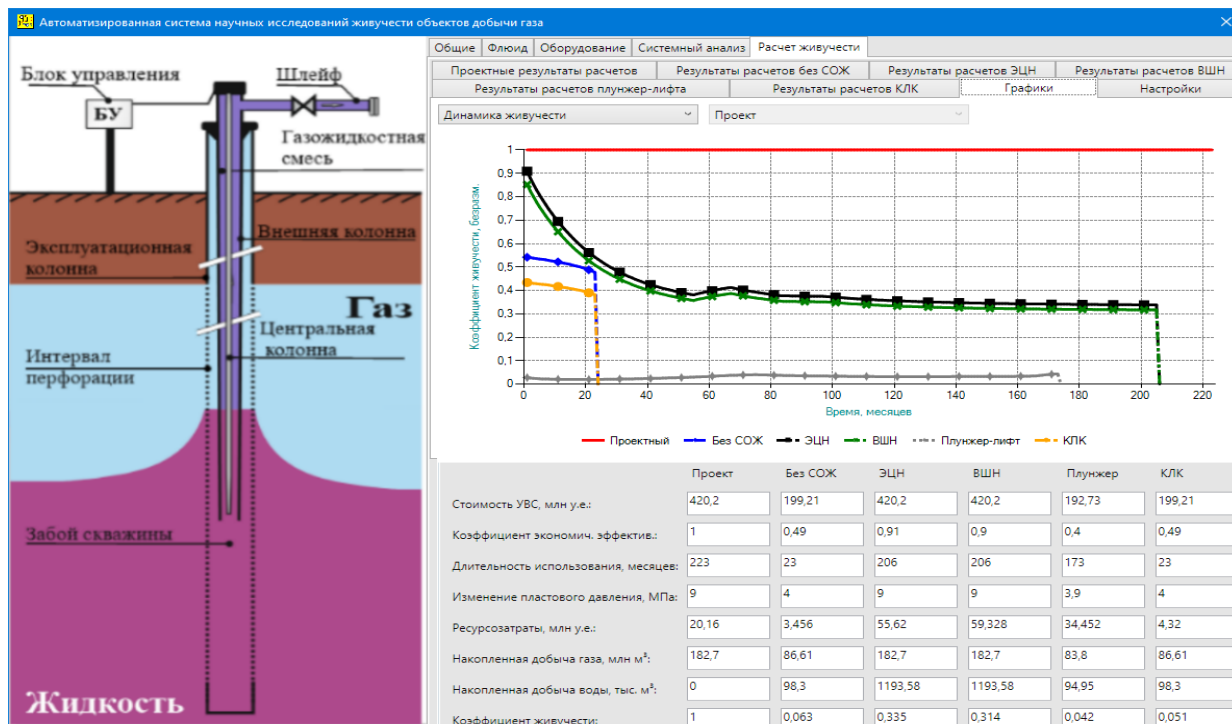 Автоматизированная система научных исследований живучести объектов добычи газа
Блок управления
Шлейф
БУ
Газожидкостная
смесь
Внешняя колонна
Эксплуатационная
колонна
Газ
Центральная
колонна
Интервал
перфорации
Забой скважины
Жидкость
Общие Флюид Оборудование Системный анализ Расчет живучести
Проектные результаты расчетов Результаты расчетов без СОЖ Результаты расчетов ЭЦН Результаты расчетов ВШН
Результаты расчетов плунжер-лифта Результаты расчетов КЛК Графики Настройки
Динамика живучести Проект
Коэффициент живучести, безразм.
1
0,9
0,8
0,7
0,6
0,5
0,4
0,3
0,2
0,1
0
0 20 40 60 80 100 120 140 160 180 200 220
Время, месяцев
Проектный Без СОЖ ЭЦН ВШН Плунжер-лифт КЛК
Проект Без СОЖ ЭЦН ВШН Плунжер КЛК
Стоимость УВС, млн у.е.: 420,2 199,21 420,2 420,2 192,73 199,21
Коэффициент экономич. эффектив.: 1 0,49 0,91 0,9 0,4 0,49
Длительность использования, месяцев: 223 23 206 206 173 23
Изменение пластового давления, МПа: 9 4 9 9 3,9 4
Ресурсозатраты, млн у.е.: 20,16 3,456 55,62 59,328 34,452 4,32
Накопленная добыча газа, млн м³: 182,7 86,61 182,7 182,7 83,8 86,61
Накопленная добыча воды, тыс. м³: 0 98,3 1193,58 1193,58 94,95 98,3
Коэффициент живучести: 1 0,063 0,335 0,314 0,042 0,051